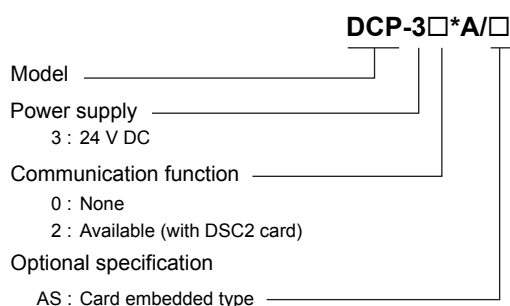 DCP-3□*A/□
Model
Power supply
3 : 24 V DC
Communication function
0 : None
2 : Available (with DSC2 card)
Optional specification
AS : Card embedded type